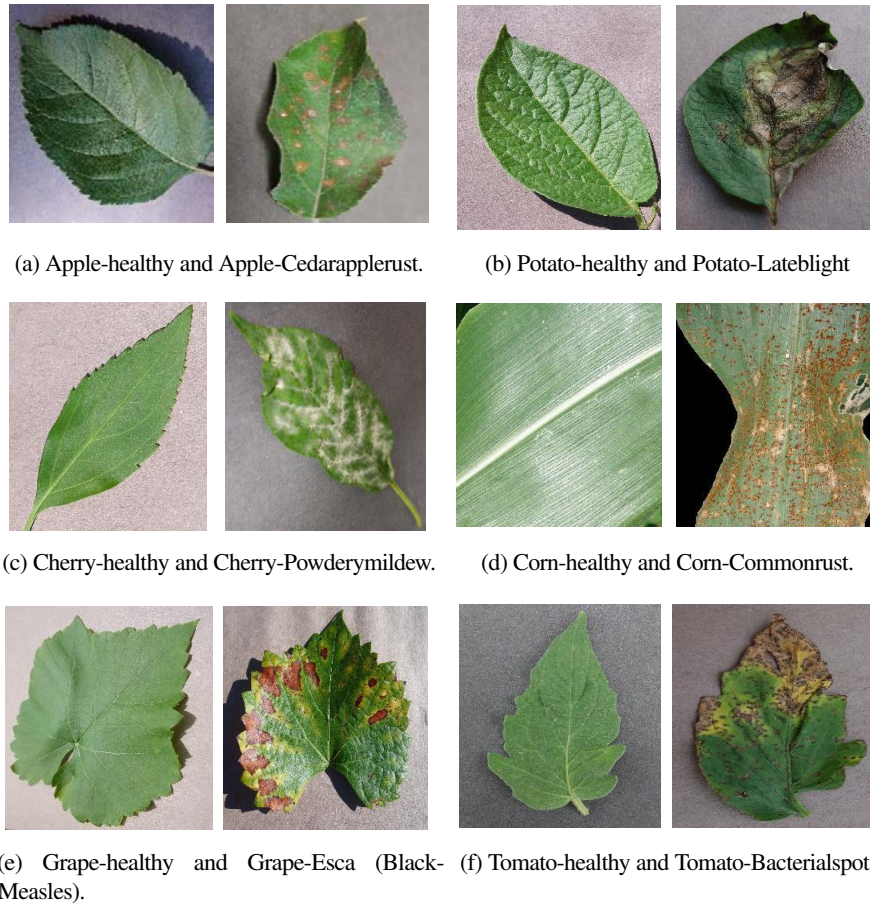 (a) Apple-healthy and Apple-Cedarapplerust.
(b) Potato-healthy and Potato-Lateblight
(c) Cherry-healthy and Cherry-Powderymildew.
(d) Corn-healthy and Corn-Commonrust.
(e) Grape-healthy and Grape-Esca (Black-
Measles).
(f) Tomato-healthy and Tomato-Bacterialspot